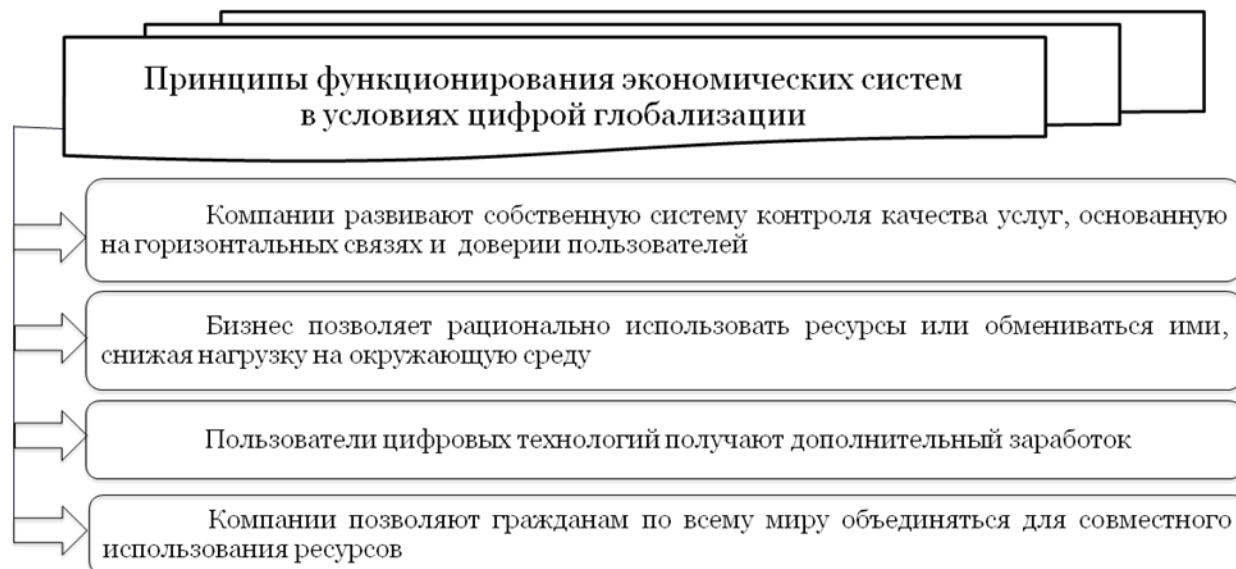 Принципы функционирования экономических систем
в условиях цифрой глобализации
Компании развивают собственную систему контроля качества услуг, основанную
на горизонтальных связях и доверии пользователей
Бизнес позволяет рационально использовать ресурсы или обмениваться ими,
снижая нагрузку на окружающую среду
Пользователи цифровых технологий получают дополнительный заработок
Компании позволяют гражданам по всему миру объединяться для совместного
использования ресурсов